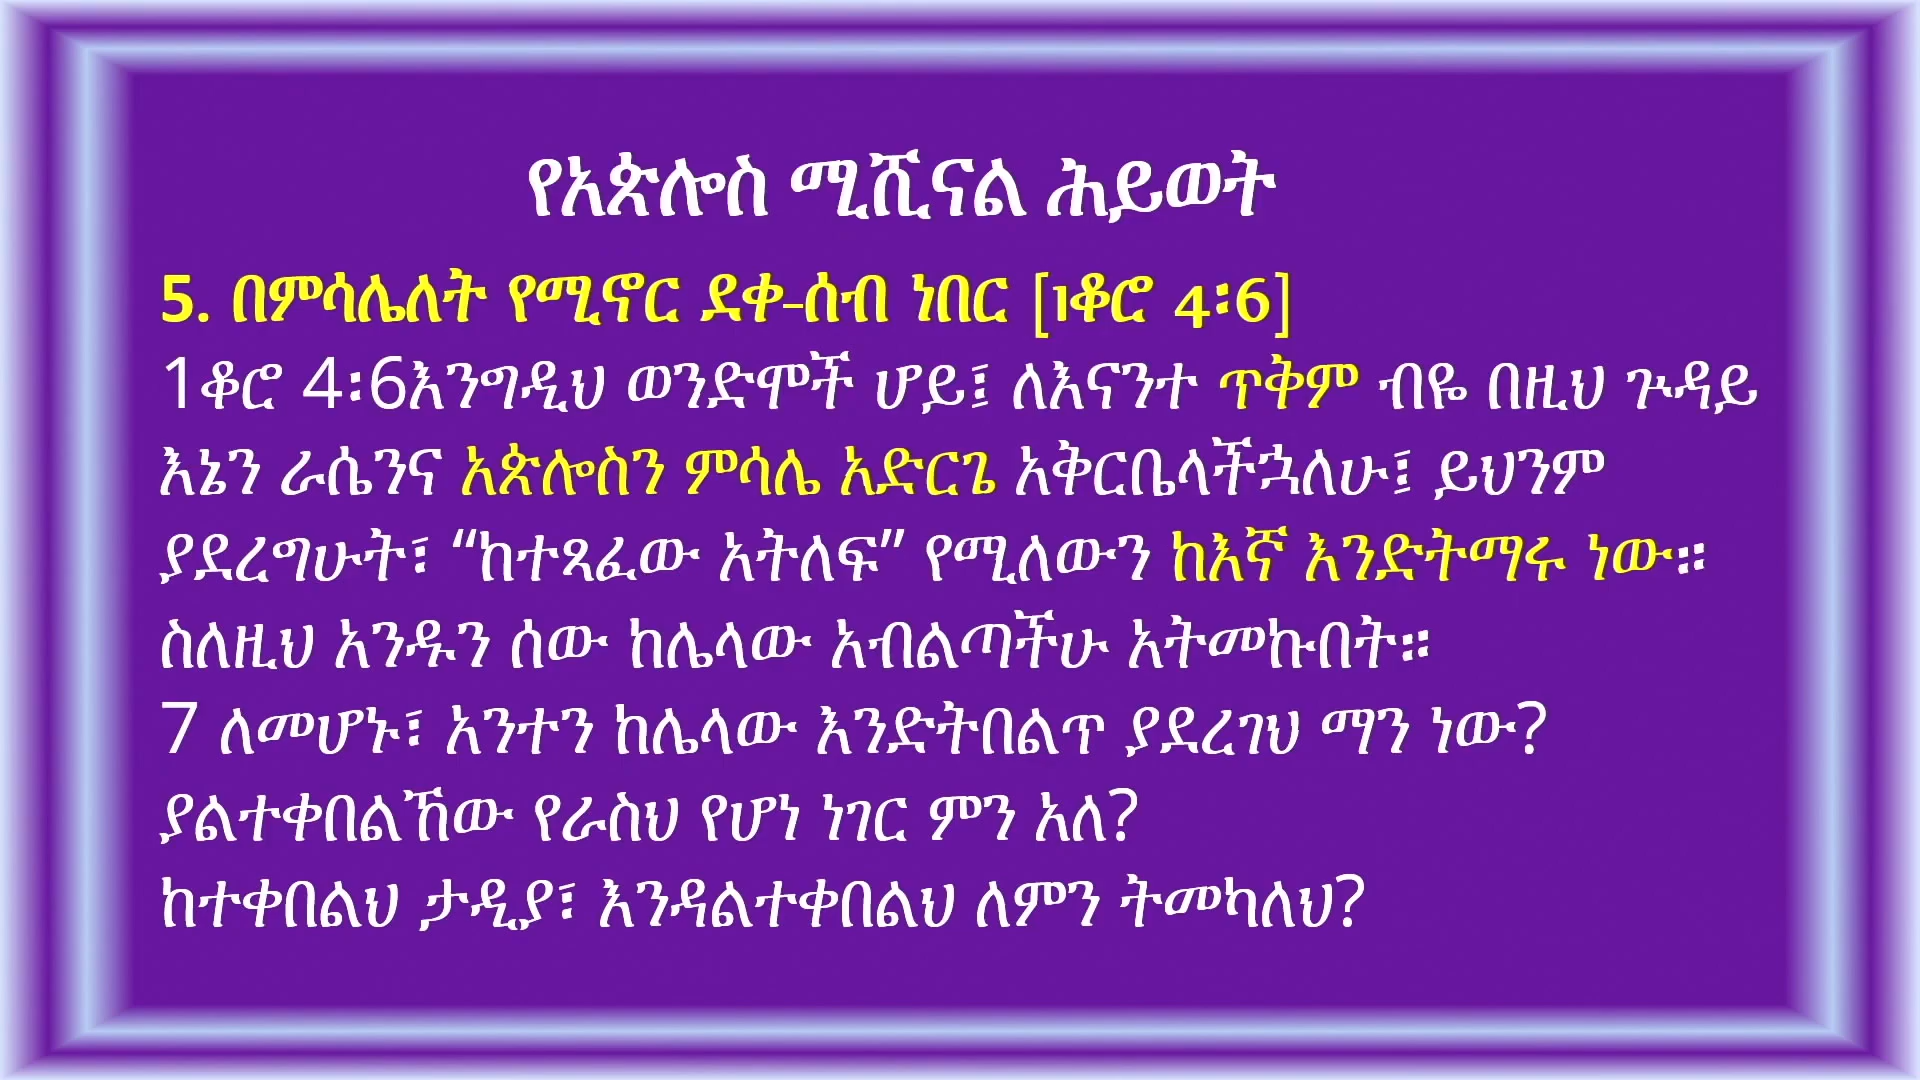 የአጵሎስ ሚሺናል ሕይወት
5. በምሳሌለት የሚኖር ደቀ-ሰብ ነበር [፩ቆሮ 4፡6]
1ቆሮ 4፡6እንግዲህ ወንድሞች ሆይ፤ ለእናንተ ጥቅም ብዬ በዚህ ጕዳይ
እኔን ራሴንና አጵሎስን ምሳሌ አድርጌ አቅርቤላችኋለሁ፤ ይህንም
ያደረግሁት፣ “ከተጻፈው አትለፍ” የሚለውን ከእኛ እንድትማሩ ነው።
ስለዚህ አንዱን ሰው ከሌላው አብልጣችሁ አትመኩበት።
7 ለመሆኑ፣ አንተን ከሌላው እንድትበልጥ ያደረገህ ማን ነው?
ያልተቀበልኸው የራስህ የሆነ ነገር ምን አለ?
ከተቀበልህ ታዲያ፣ እንዳልተቀበልህ ለምን ትመካለህ?